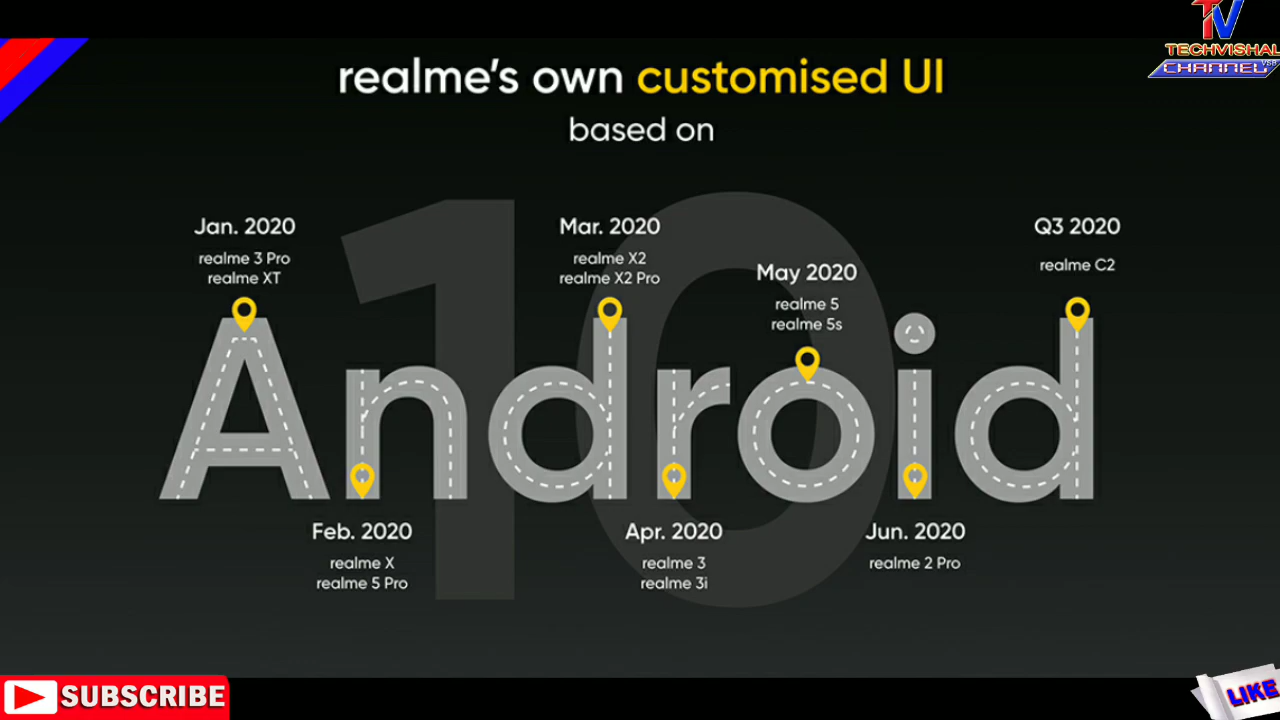 realme's own customised UI
based on
TV
TECHVISHAL
CHANNEL
10
Android
Jan. 2020
realme 3 Pro
realme XT
Feb. 2020
realme X
realme 5 Pro
Mar. 2020
realme X2
realme X2 Pro
Apr. 2020
realme 3
realme 3i
May 2020
realme 5
realme 5s
Jun. 2020
realme 2 Pro
Q3 2020
realme C2
SUBSCRIBE
LIKE